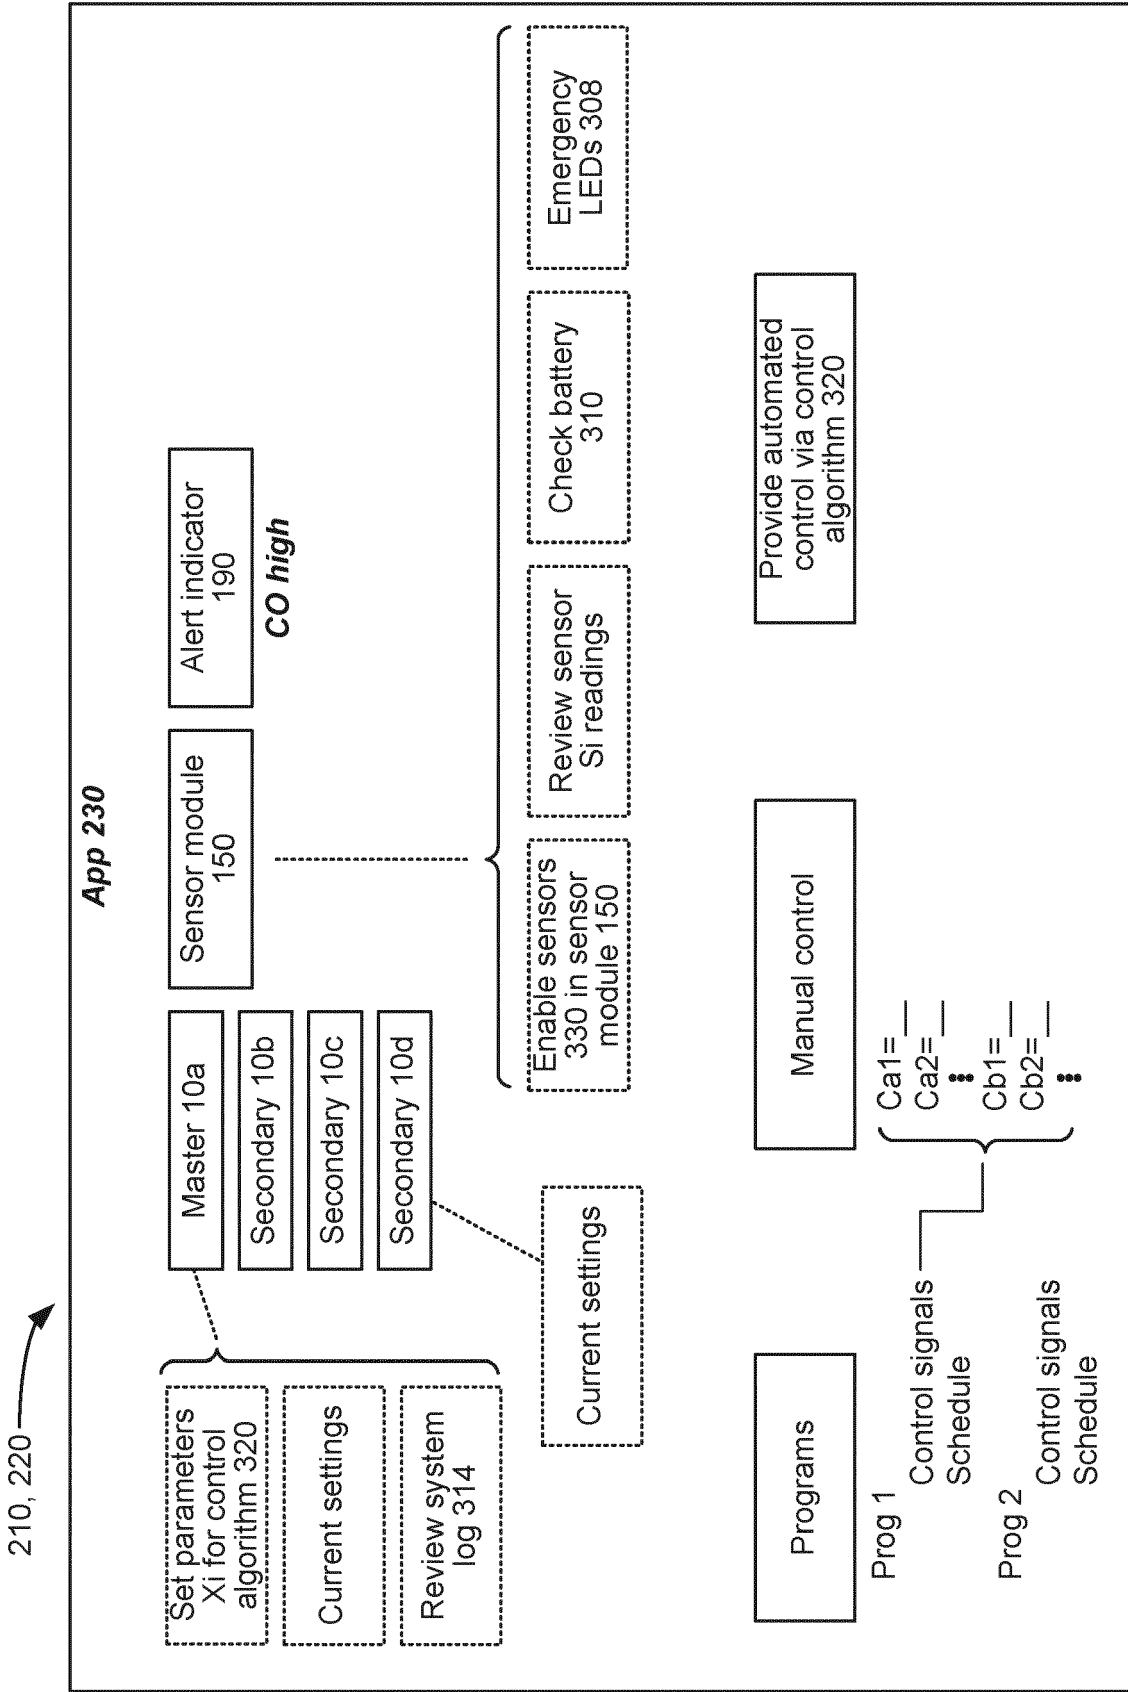 210, 220
App 230
Set parameters
Xi for control
algorithm 320
Current settings
Review system
log 314
Master 10a
Secondary 10b
Secondary 10c
Secondary 10d
Current settings
Sensor module
150
Alert indicator
190
CO high
Enable sensors
330 in sensor
module 150
Review sensor
Si readings
Check battery
310
Emergency
LEDs 308
Programs
Prog 1
Control signals
Schedule
Prog 2
Control signals
Schedule
Manual control
Ca1= __
Ca2= __
Cb1= __
Cb2= __
Provide automated
control via control
algorithm 320